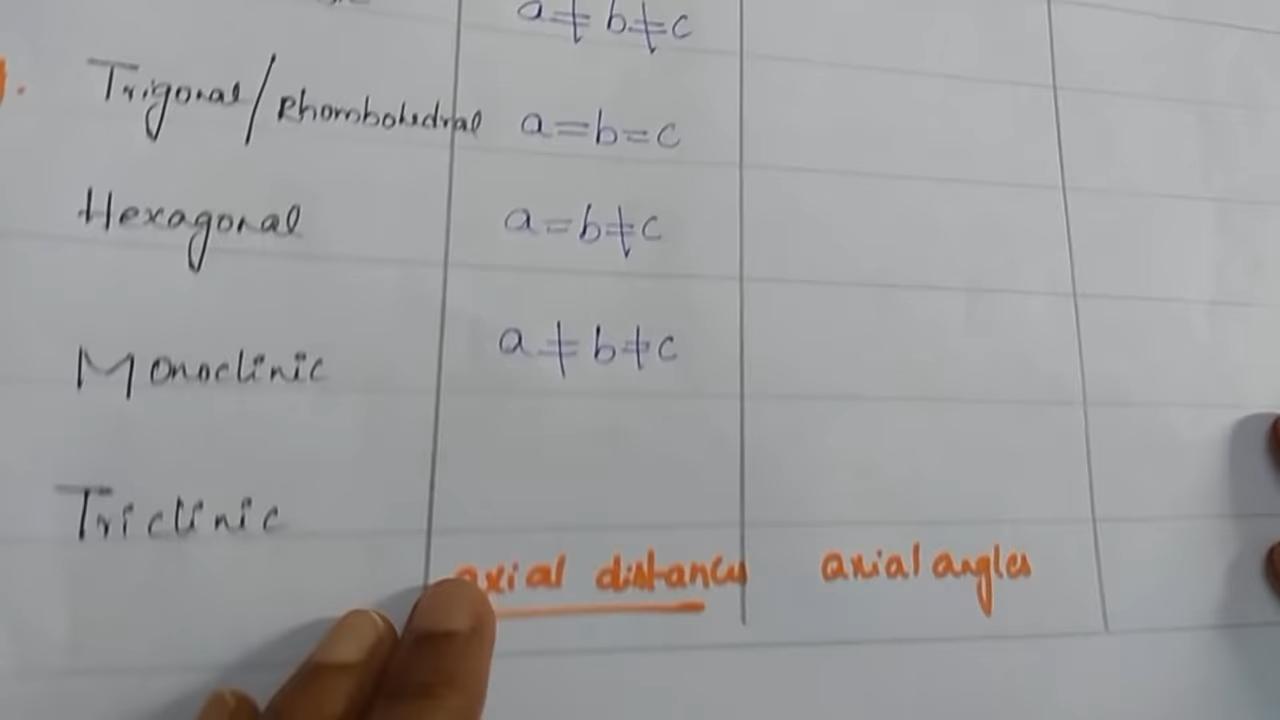 a ≠ b ≠ c
Trigonal/Rhombohedral a = b = c
Hexagonal a = b ≠ c
Monoclinic a ≠ b ≠ c
Triclinic
axial distance axial angles